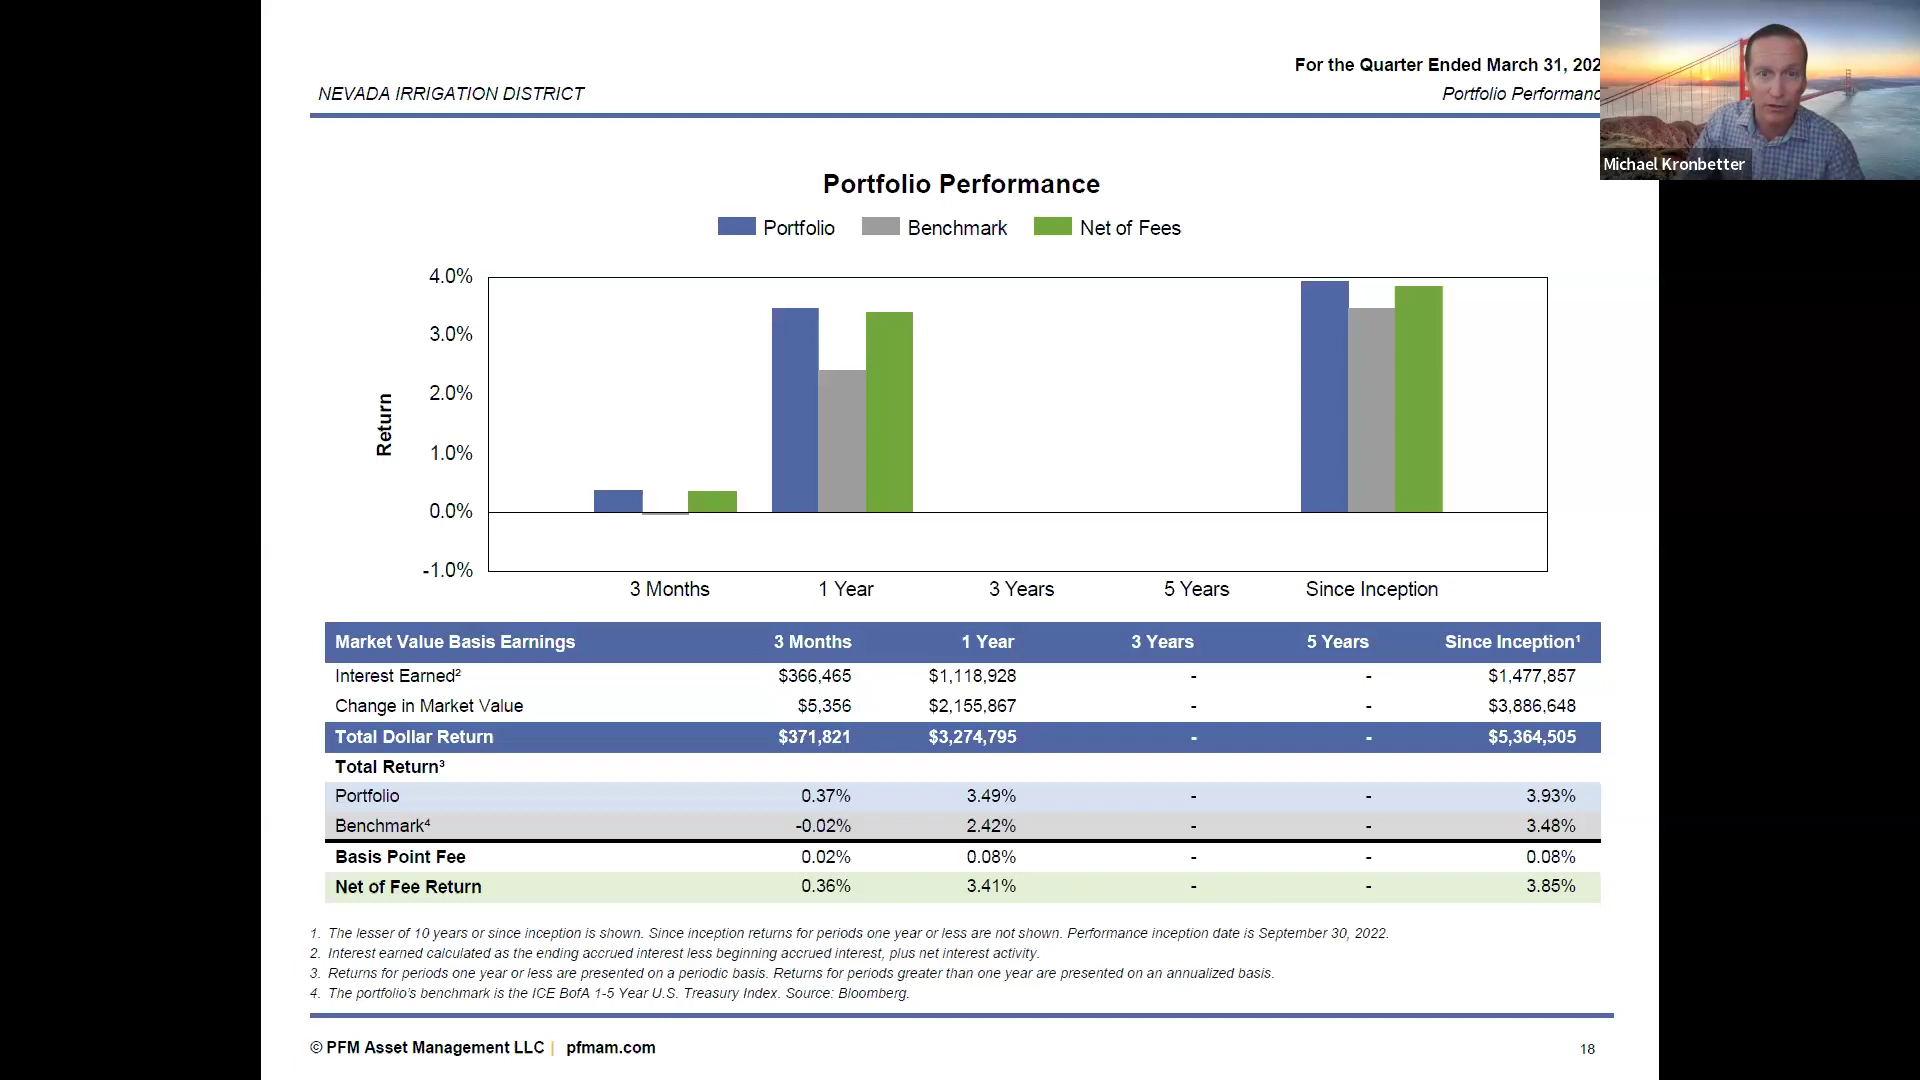 For the Quarter Ended March 31, 202
NEVADA IRRIGATION DISTRICT
Portfolio Performanc
Michael Kronbetter
Portfolio Performance
Portfolio Benchmark Net of Fees
4.0%
3.0%
2.0%
1.0%
0.0%
-1.0%
Return
3 Months 1 Year 3 Years 5 Years Since Inception
Market Value Basis Earnings 3 Months 1 Year 3 Years 5 Years Since Inception¹
Interest Earned² $366,465 $1,118,928 - - $1,477,857
Change in Market Value $5,356 $2,155,867 - - $3,886,648
Total Dollar Return $371,821 $3,274,795 - - $5,364,505
Total Return³
Portfolio 0.37% 3.49% - - 3.93%
Benchmark⁴ -0.02% 2.42% - - 3.48%
Basis Point Fee 0.02% 0.08% - - 0.08%
Net of Fee Return 0.36% 3.41% - - 3.85%
1. The lesser of 10 years or since inception is shown. Since inception returns for periods one year or less are not shown. Performance inception date is September 30, 2022.
2. Interest earned calculated as the ending accrued interest less beginning accrued interest, plus net interest activity.
3. Returns for periods one year or less are presented on a periodic basis. Returns for periods greater than one year are presented on an annualized basis.
4. The portfolio's benchmark is the ICE BofA 1-5 Year U.S. Treasury Index. Source: Bloomberg.
© PFM Asset Management LLC | pfmam.com
18